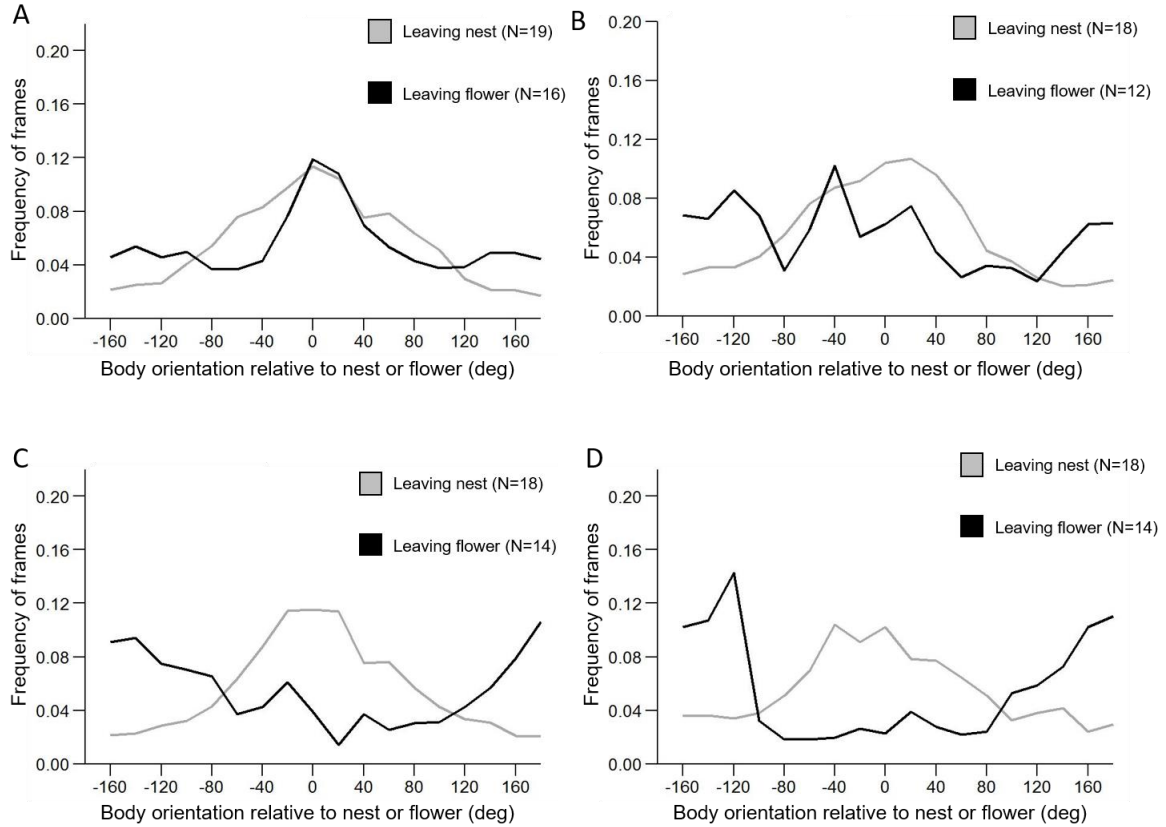 A
Leaving nest (N=19)
Leaving flower (N=16)
Frequency of frames
0.20
0.16
0.12
0.08
0.04
0.00
-160 -120 -80 -40 0 40 80 120 160
Body orientation relative to nest or flower (deg)
B
Leaving nest (N=18)
Leaving flower (N=12)
Frequency of frames
0.20
0.16
0.12
0.08
0.04
0.00
-160 -120 -80 -40 0 40 80 120 160
Body orientation relative to nest or flower (deg)
C
Leaving nest (N=18)
Leaving flower (N=14)
Frequency of frames
0.20
0.16
0.12
0.08
0.04
0.00
-160 -120 -80 -40 0 40 80 120 160
Body orientation relative to nest or flower (deg)
D
Leaving nest (N=18)
Leaving flower (N=14)
Frequency of frames
0.20
0.16
0.12
0.08
0.04
0.00
-160 -120 -80 -40 0 40 80 120 160
Body orientation relative to nest or flower (deg)